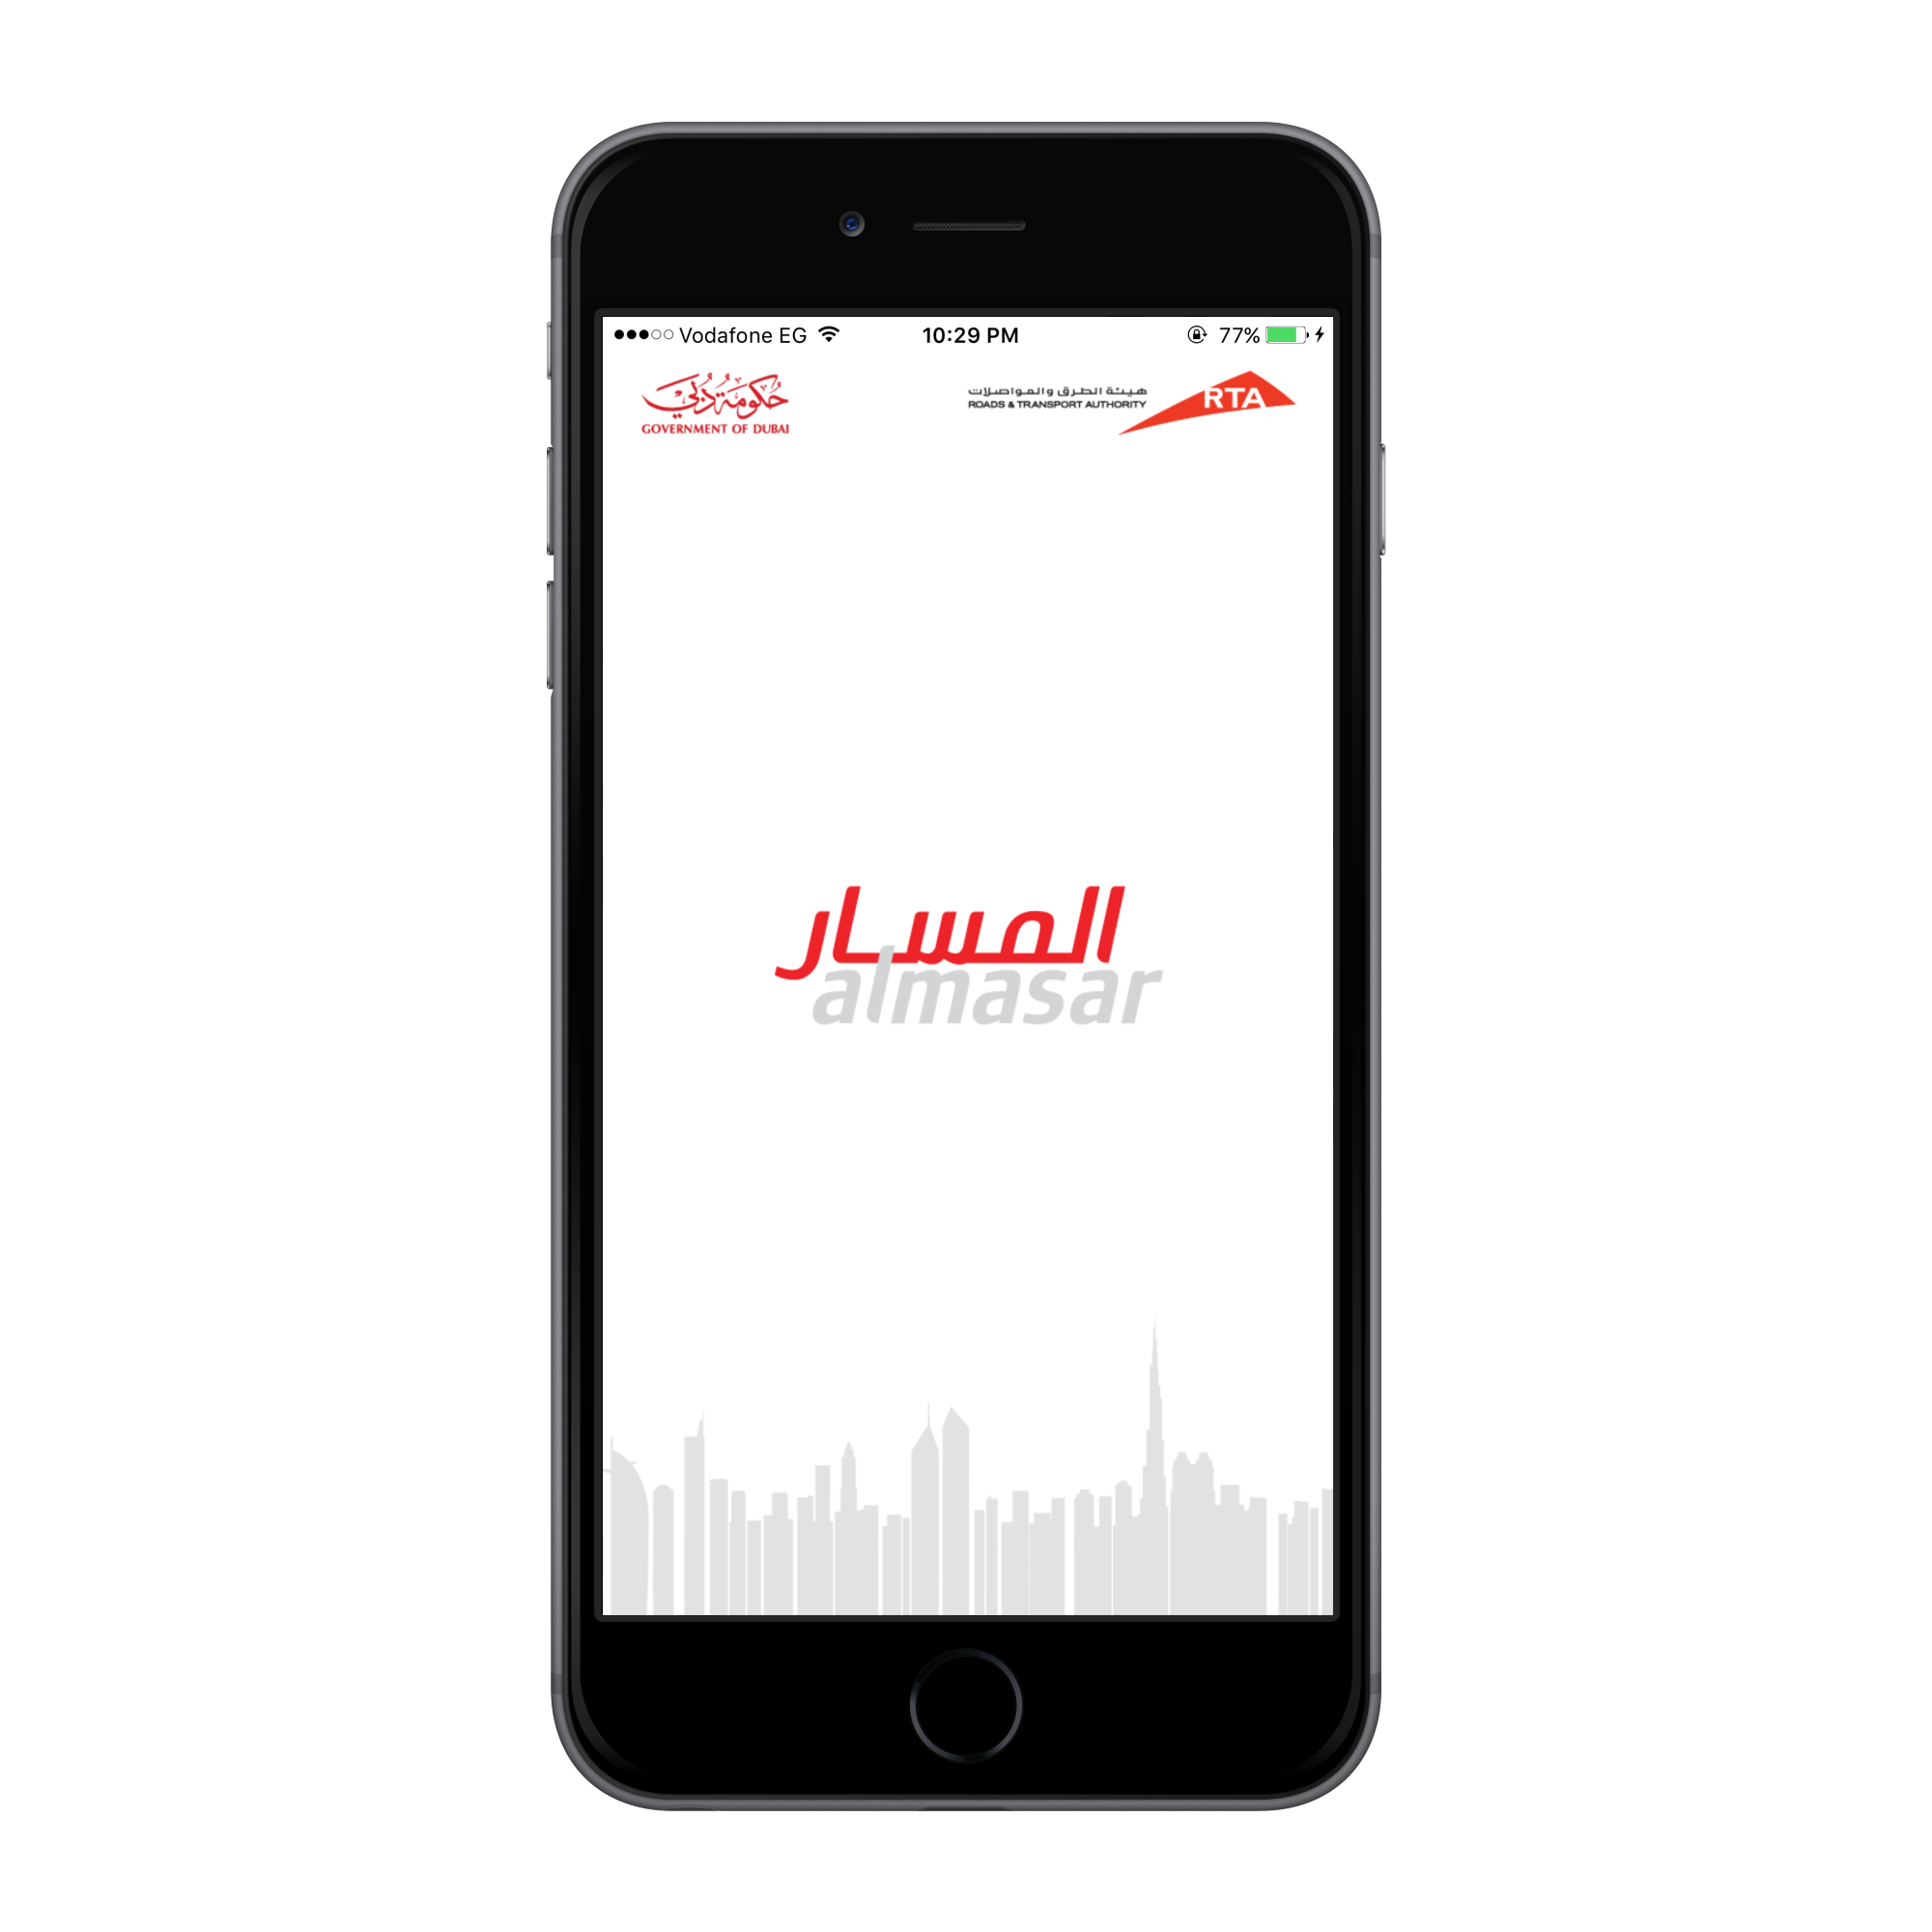 Vodafone EG 10:29 PM 77%
حكومة دبي
GOVERNMENT OF DUBAI
هيئة الطرق والمواصلات
ROADS & TRANSPORT AUTHORITY
RTA
المسار
almasar